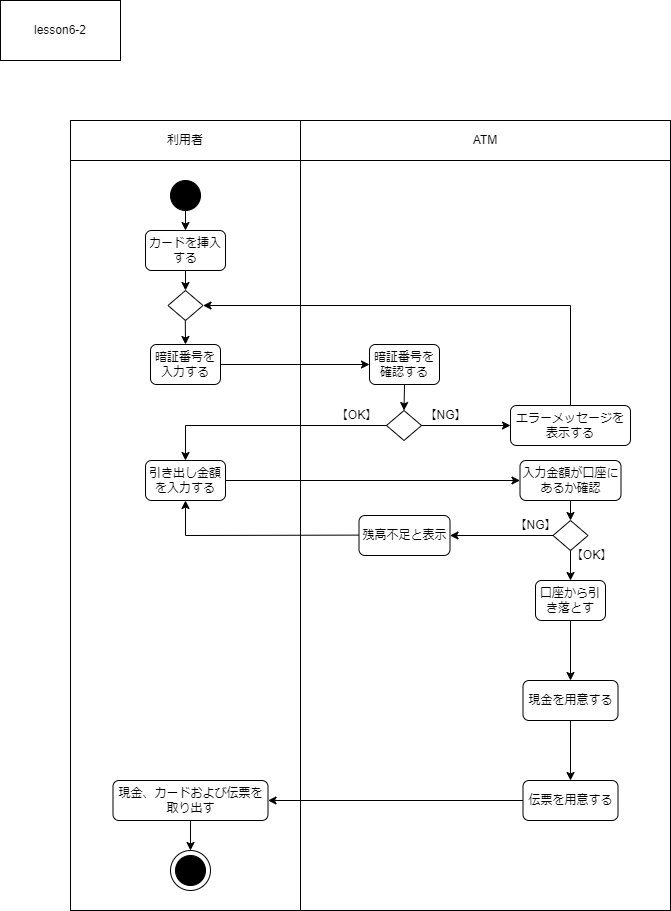 lesson6-2
利用者
ATM
カードを挿入
する
暗証番号を
入力する
暗証番号を
確認する
【OK】
【NG】
エラーメッセージを
表示する
引き出し金額
を入力する
入力金額が口座に
あるか確認
【NG】
残高不足と表示
【OK】
口座から引
き落とす
現金を用意する
現金、カードおよび伝票を
取り出す
伝票を用意する